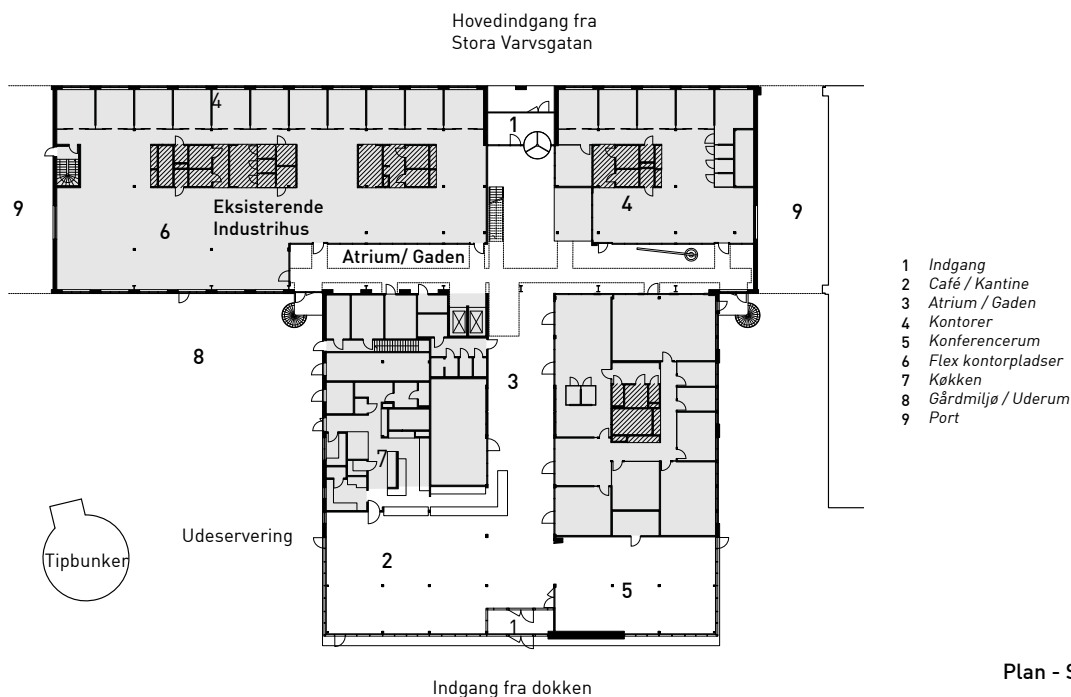 Hovedindgang fra
Stora Varvsgatan
4
1
9
6
Eksisterende
Industrihus
4
9
Atrium/ Gaden
1 Indgang
2 Café / Kantine
3 Atrium / Gaden
4 Kontorer
5 Konferencerum
6 Flex kontorpladser
7 Køkken
8 Gårdmiljø / Uderum
9 Port
8
3
7
Udeservering
Tipbunker
2
5
1
Plan - S
Indgang fra dokken